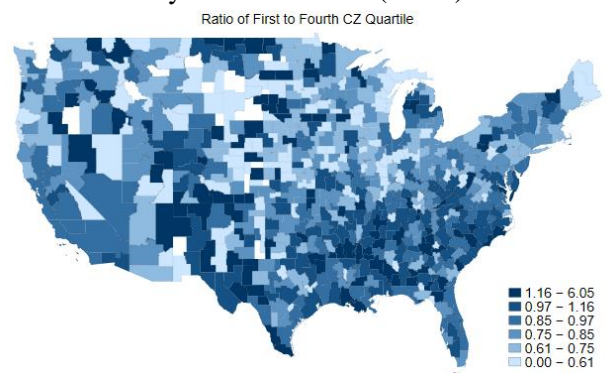 Ratio of First to Fourth CZ Quartile
1.16 – 6.05
0.97 – 1.16
0.85 – 0.97
0.75 – 0.85
0.61 – 0.75
0.00 – 0.61